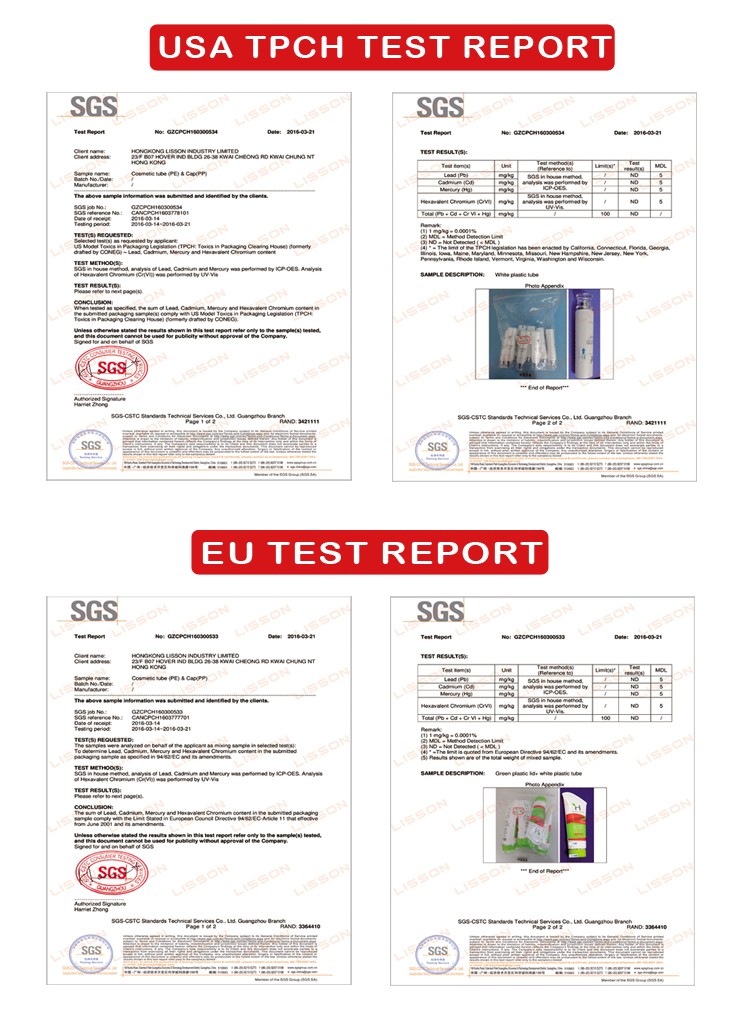 USA TPCH TEST REPORT
SGS
Test Report No: GZCPCH160300534 Date: 2016-03-21
Client name: HONGKONG LISSON INDUSTRY LIMITED
Client address: 23/F B07 HOVER IND BLDG 26-38 KWAI CHEONG RD KWAI CHUNG NT
HONG KONG
Sample name: Cosmetic tube (PE) & Cap(PP)
Batch No./Date: /
Manufacturer: /
The above sample information was submitted and identified by the clients.
SGS job No.: GZCPCH160300534
SGS reference No.: CANCPCH1603778101
Date of receipt: 2016-03-14
Testing period: 2016-03-14~2016-03-21
TEST(S) REQUESTED:
Selected test(s) as requested by applicant:
US Model Toxics in Packaging Legislation (TPCH: Toxics in Packaging Clearing House) (formerly
drafted by CONEG) – Lead, Cadmium, Mercury and Hexavalent Chromium content
TEST METHOD(S):
SGS in house method, analysis of Lead, Cadmium and Mercury was performed by ICP-OES. Analysis
of Hexavalent Chromium (Cr(VI)) was performed by UV-Vis
TEST RESULT(S):
Please refer to next page(s).
CONCLUSION:
When tested as specified, the sum of Lead, Cadmium, Mercury and Hexavalent Chromium content in
the submitted packaging sample(s) comply with US Model Toxics in Packaging Legislation (TPCH:
Toxics in Packaging Clearing House) (formerly drafted by CONEG).
Unless otherwise stated the results shown in this test report refer only to the sample(s) tested,
and this document cannot be used for publicity without approval of the Company.
Signed for and on behalf of SGS
SGS
GUANGZHOU
Authorized Signature
Harriet Zhong
SGS-CSTC Standards Technical Services Co., Ltd. Guangzhou Branch
Page 1 of 2 RAND: 3421111
SGS
Member of the SGS Group (SGS SA)
SGS
Test Report No: GZCPCH160300534 Date: 2016-03-21
TEST RESULT(S):
Test item(s) Unit Test method(s) (Reference to) Limit(s)* Test result(s) MDL
Lead (Pb) mg/kg SGS in house method, analysis was performed by ICP-OES. / ND 5
Cadmium (Cd) mg/kg / ND 5
Mercury (Hg) mg/kg / ND 5
Hexavalent Chromium (CrVI) mg/kg SGS in house method, analysis was performed by UV-Vis. / ND 5
Total (Pb + Cd + Cr VI + Hg) mg/kg / 100 ND /
Remark:
(1) 1 mg/kg = 0.0001%
(2) MDL = Method Detection Limit
(3) ND = Not Detected ( < MDL )
(4) * = The limit of the TPCH legislation has been enacted by California, Connecticut, Florida, Georgia,
Illinois, Iowa, Maine, Maryland, Minnesota, Missouri, New Hampshire, New Jersey, New York,
Pennsylvania, Rhode Island, Vermont, Virginia, Washington and Wisconsin.
SAMPLE DESCRIPTION: White plastic tube
Photo Appendix
*** End of Report***
SGS-CSTC Standards Technical Services Co., Ltd. Guangzhou Branch
Page 2 of 2 RAND: 3421111
SGS
Member of the SGS Group (SGS SA)
EU TEST REPORT
SGS
Test Report No: GZCPCH160300533 Date: 2016-03-21
Client name: HONGKONG LISSON INDUSTRY LIMITED
Client address: 23/F B07 HOVER IND BLDG 26-38 KWAI CHEONG RD KWAI CHUNG NT
HONG KONG
Sample name: Cosmetic tube (PE) &Cap(PP)
Batch No./Date: /
Manufacturer: /
The above sample information was submitted and identified by the clients.
SGS job No.: GZCPCH160300533
SGS reference No.: CANCPCH1603777701
Date of receipt: 2016-03-14
Testing period: 2016-03-14~2016-03-21
TEST(S) REQUESTED:
The samples were analyzed on behalf of the applicant as mixing sample in selected test(s):
To determine Lead, Cadmium, Mercury and Hexavalent Chromium content in the submitted
packaging sample as specified in 94/62/EC and its amendments.
TEST METHOD(S):
SGS in house method, analysis of Lead, Cadmium and Mercury was performed by ICP-OES. Analysis
of Hexavalent Chromium (Cr(VI)) was performed by UV-Vis
TEST RESULT(S):
Please refer to next page(s).
CONCLUSION:
The sum of Lead, Cadmium, Mercury and Hexavalent Chromium content in the submitted packaging
sample comply with the Limit Stated in European Council Directive 94/62/EC-Article 11 that effective
from June 2001 and its amendments.
Unless otherwise stated the results shown in this test report refer only to the sample(s) tested,
and this document cannot be used for publicity without approval of the Company.
Signed for and on behalf of SGS
SGS
GUANGZHOU
Authorized Signature
Harriet Zhong
SGS-CSTC Standards Technical Services Co., Ltd. Guangzhou Branch
Page 1 of 2 RAND: 3364410
SGS
Member of the SGS Group (SGS SA)
SGS
Test Report No: GZCPCH160300533 Date: 2016-03-21
TEST RESULT(S):
Test item(s) Unit Test method(s) (Reference to) Limit(s)* Test result(s) MDL
Lead (Pb) mg/kg SGS in house method, analysis was performed by ICP-OES. / ND 5
Cadmium (Cd) mg/kg / ND 5
Mercury (Hg) mg/kg / ND 5
Hexavalent Chromium (CrVI) mg/kg SGS in house method, analysis was performed by UV-Vis. / ND 5
Total (Pb + Cd + Cr VI + Hg) mg/kg / 100 ND /
Remark:
(1) 1 mg/kg = 0.0001%
(2) MDL = Method Detection Limit
(3) ND = Not Detected ( < MDL )
(4) *=The limit is quoted from European Directive 94/62/EC and its amendments.
(5) Results shown are of the total weight of mixed sample.
SAMPLE DESCRIPTION: Green plastic lid+ white plastic tube
Photo Appendix
*** End of Report***
SGS-CSTC Standards Technical Services Co., Ltd. Guangzhou Branch
Page 2 of 2 RAND: 3364410
SGS
Member of the SGS Group (SGS SA)